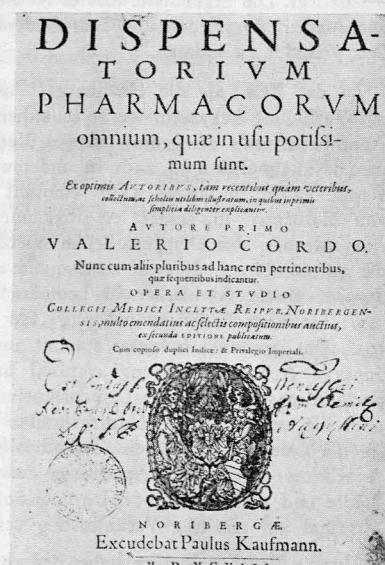 DISPENSA-
TORIVM
PHARMACORVM
omnium, quæ in uſu potiſsi-
mum ſunt.
Ex optimis AVTORIBVS, tàm recentibus quàm veteribus,
collectum, ac ſcholiis utilibus illuſtratum, in quibus inprimis
ſimplicia diligenter explicantur.
AVTORE PRIMO
VALERIO CORDO.
Nunc cum aliis pluribus ad hanc rem pertinentibus,
quæ ſequentibus indicantur.
OPERA ET STVDIO
COLLEGII MEDICI INCLYTÆ REIPVB. NORIBERGEN-
SIS, multo emendatius ac ſelectis compoſitionibus auctius,
ex ſecunda EDITIONE publicatum.
Cum copioſo duplici Indice: & Privilegio Imperiali.
NORIBERGÆ.
Excudebat Paulus Kaufmann.